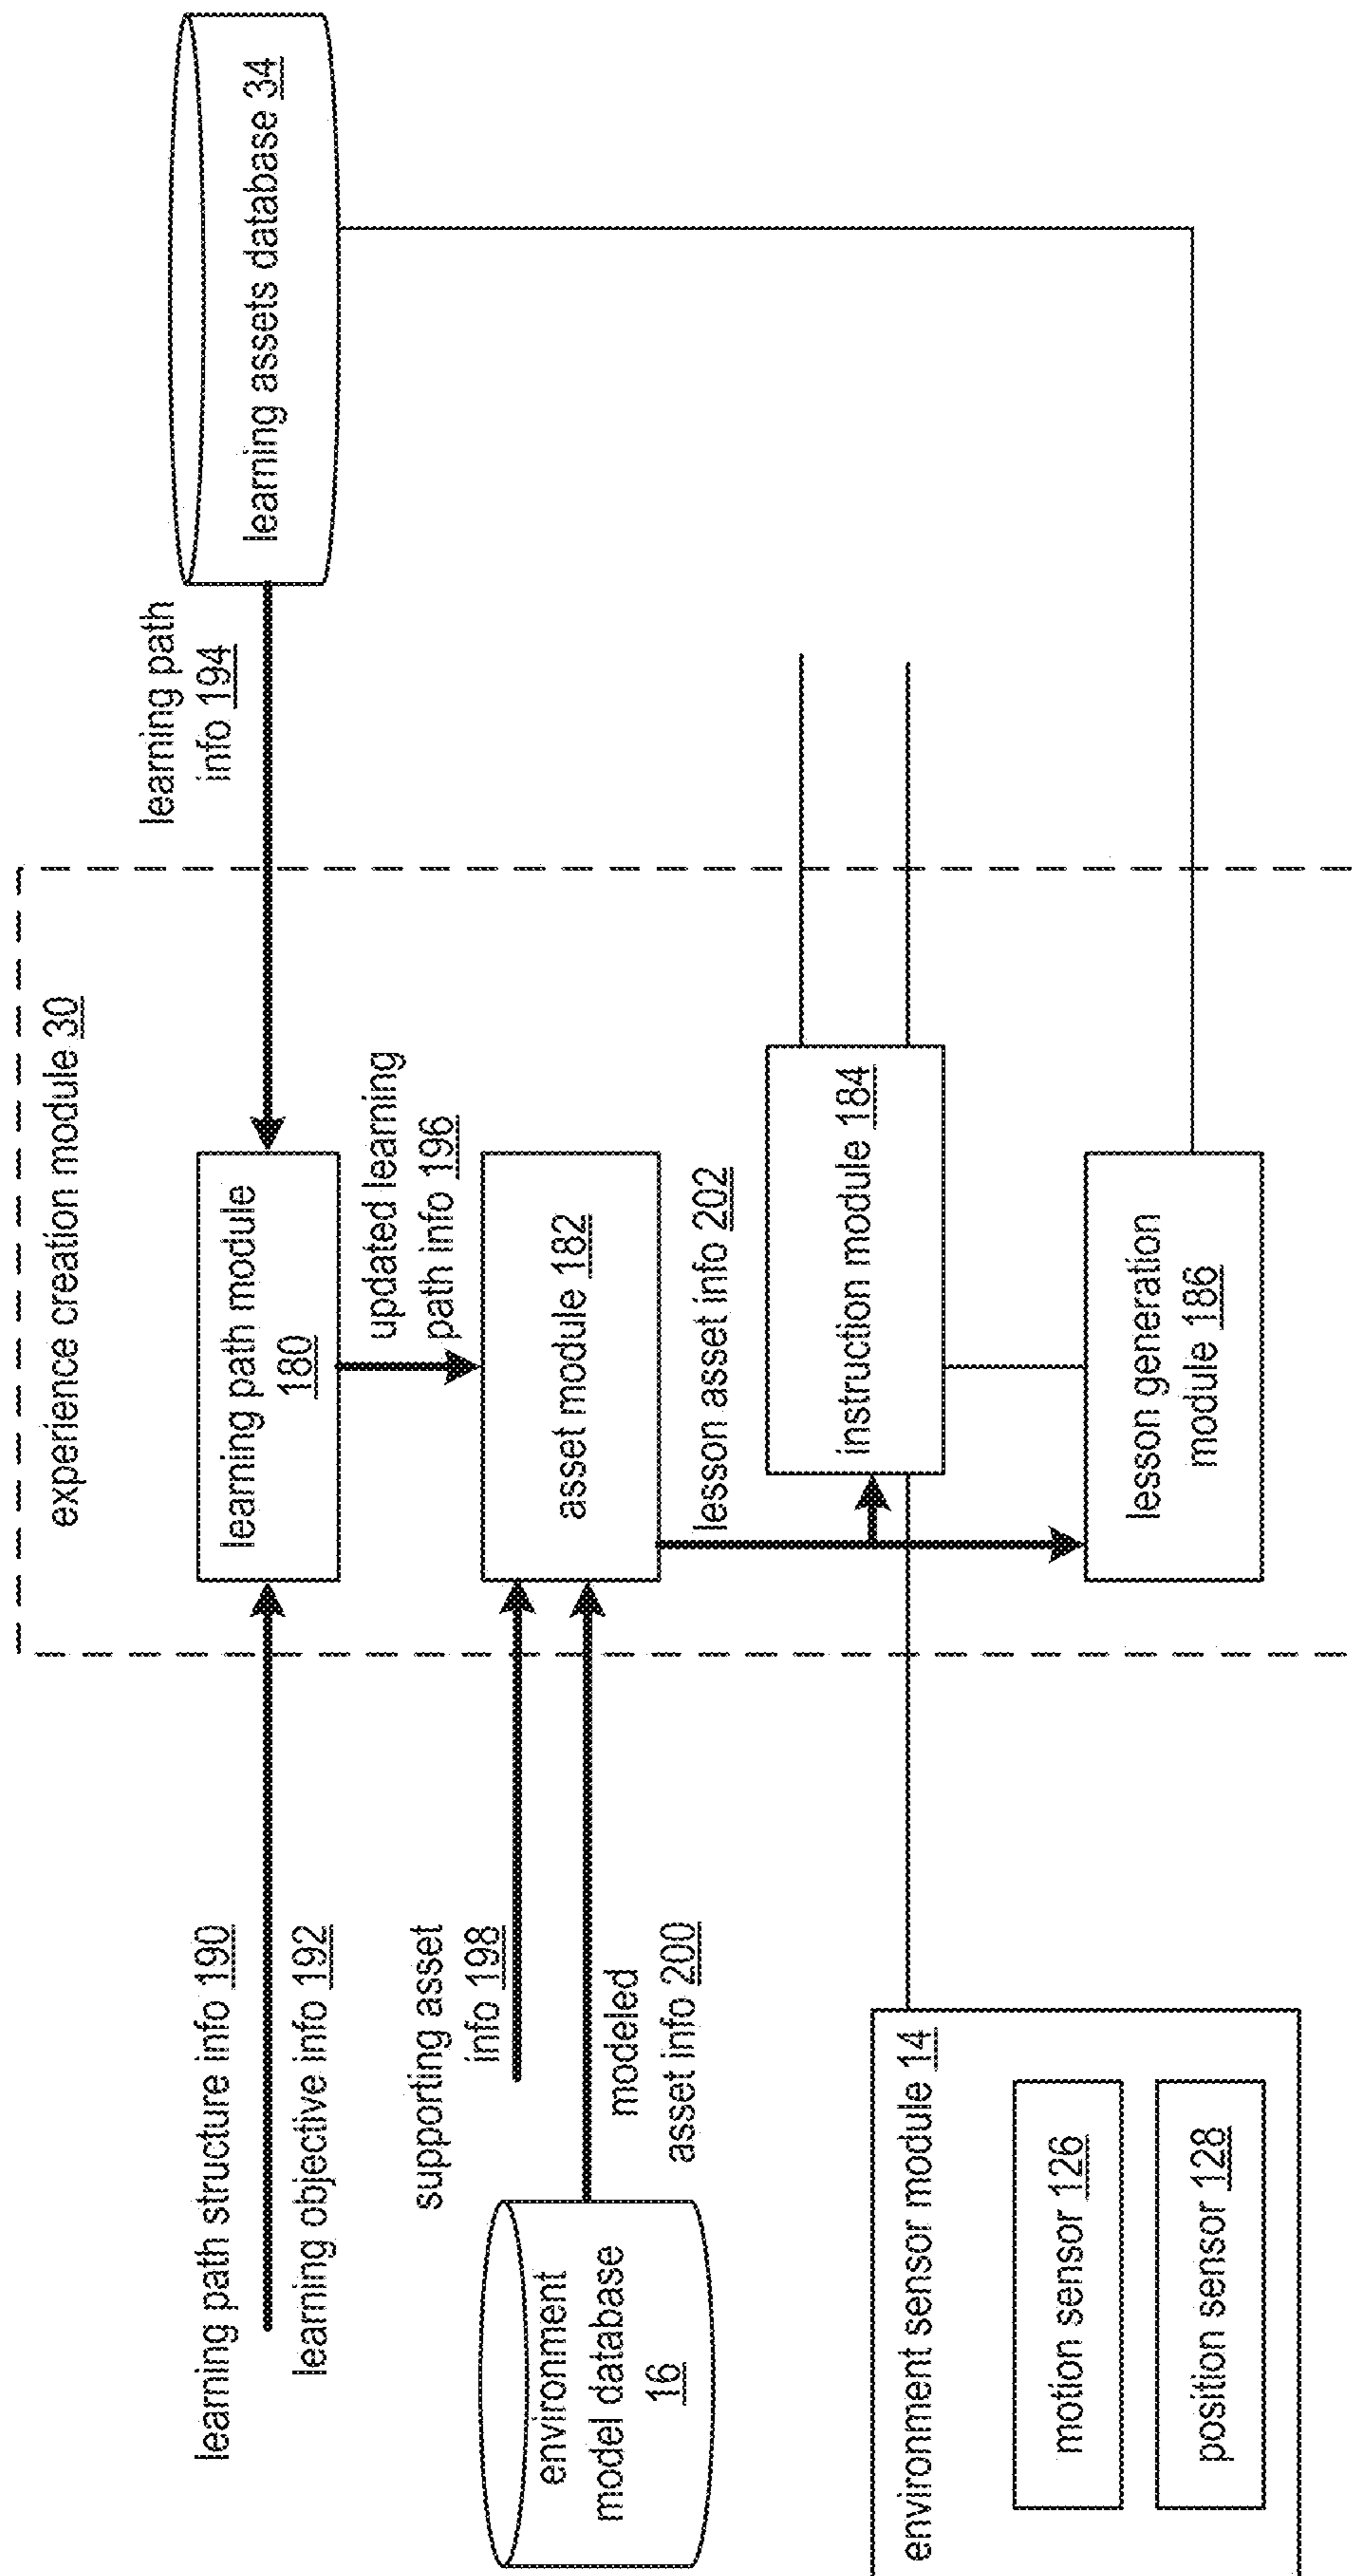 experience creation module 30
learning path structure info 190
learning objective info 192
learning path module
180
learning path
info 194
learning assets database 34
updated learning
path info 196
supporting asset
info 198
environment
model database
16
modeled
asset info 200
asset module 182
lesson asset info 202
environment sensor module 14
motion sensor 126
position sensor 128
instruction module 184
lesson generation
module 186